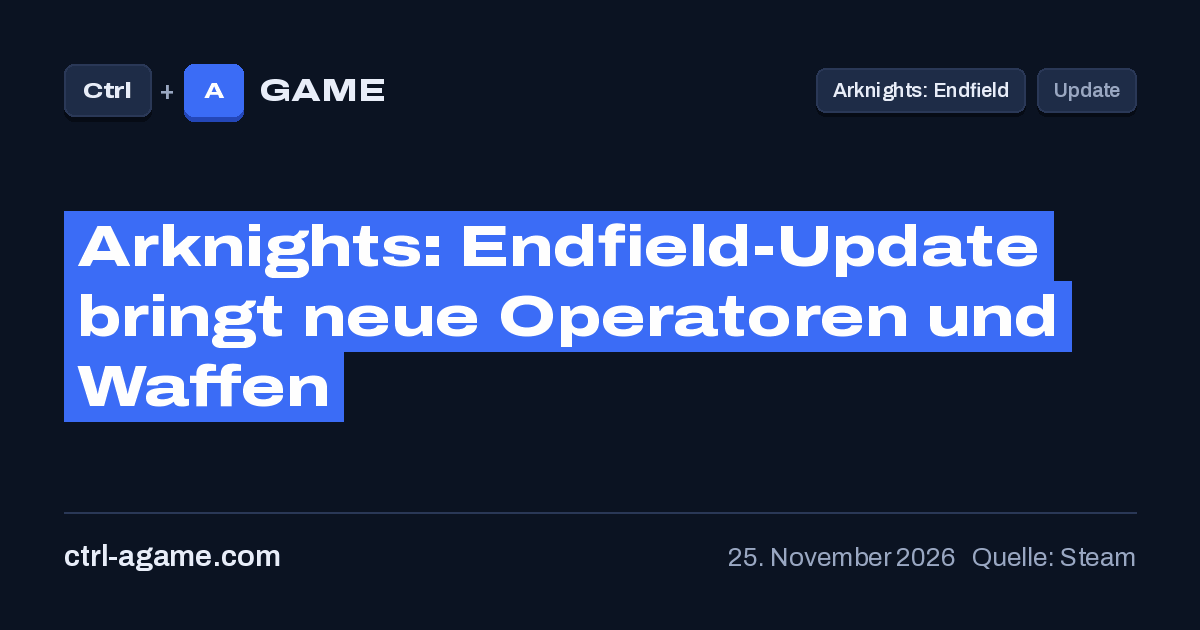 Ctrl + A GAME
Arknights: Endfield Update
Arknights: Endfield-Update
bringt neue Operatoren und
Waffen
ctrl-agame.com
25. November 2026 Quelle: Steam